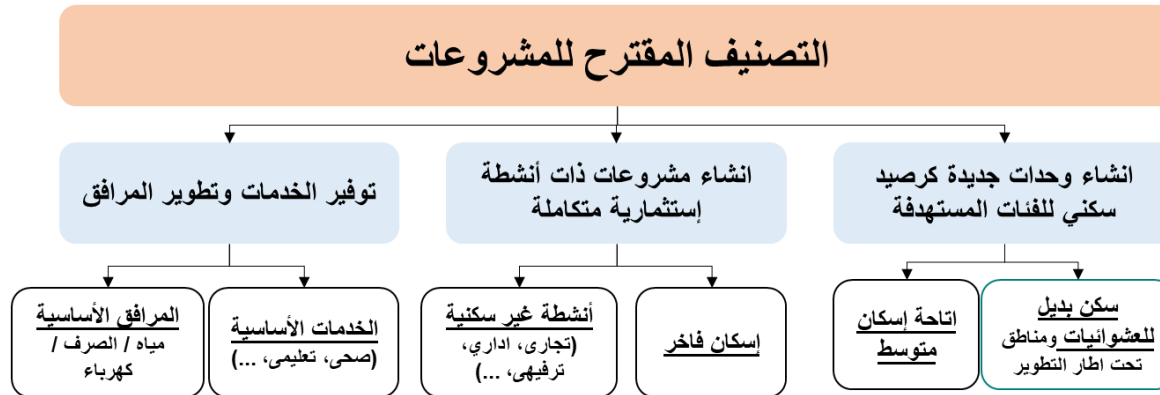 التصنيف المقترح للمشروعات
انشاء وحدات جديدة كرصيد
سكني للفئات المستهدفة
انشاء مشروعات ذات أنشطة
إستثمارية متكاملة
توفير الخدمات وتطوير المرافق
سكن بديل
للعشوائيات ومناطق
تحت اطار التطوير
اتاحة إسكان
متوسط
إسكان فاخر
أنشطة غير سكنية
(تجارى، اداري،
ترفيهى، ...)
الخدمات الأساسية
(صحى، تعليمى، ...)
المرافق الأساسية
مياه / الصرف /
كهرباء